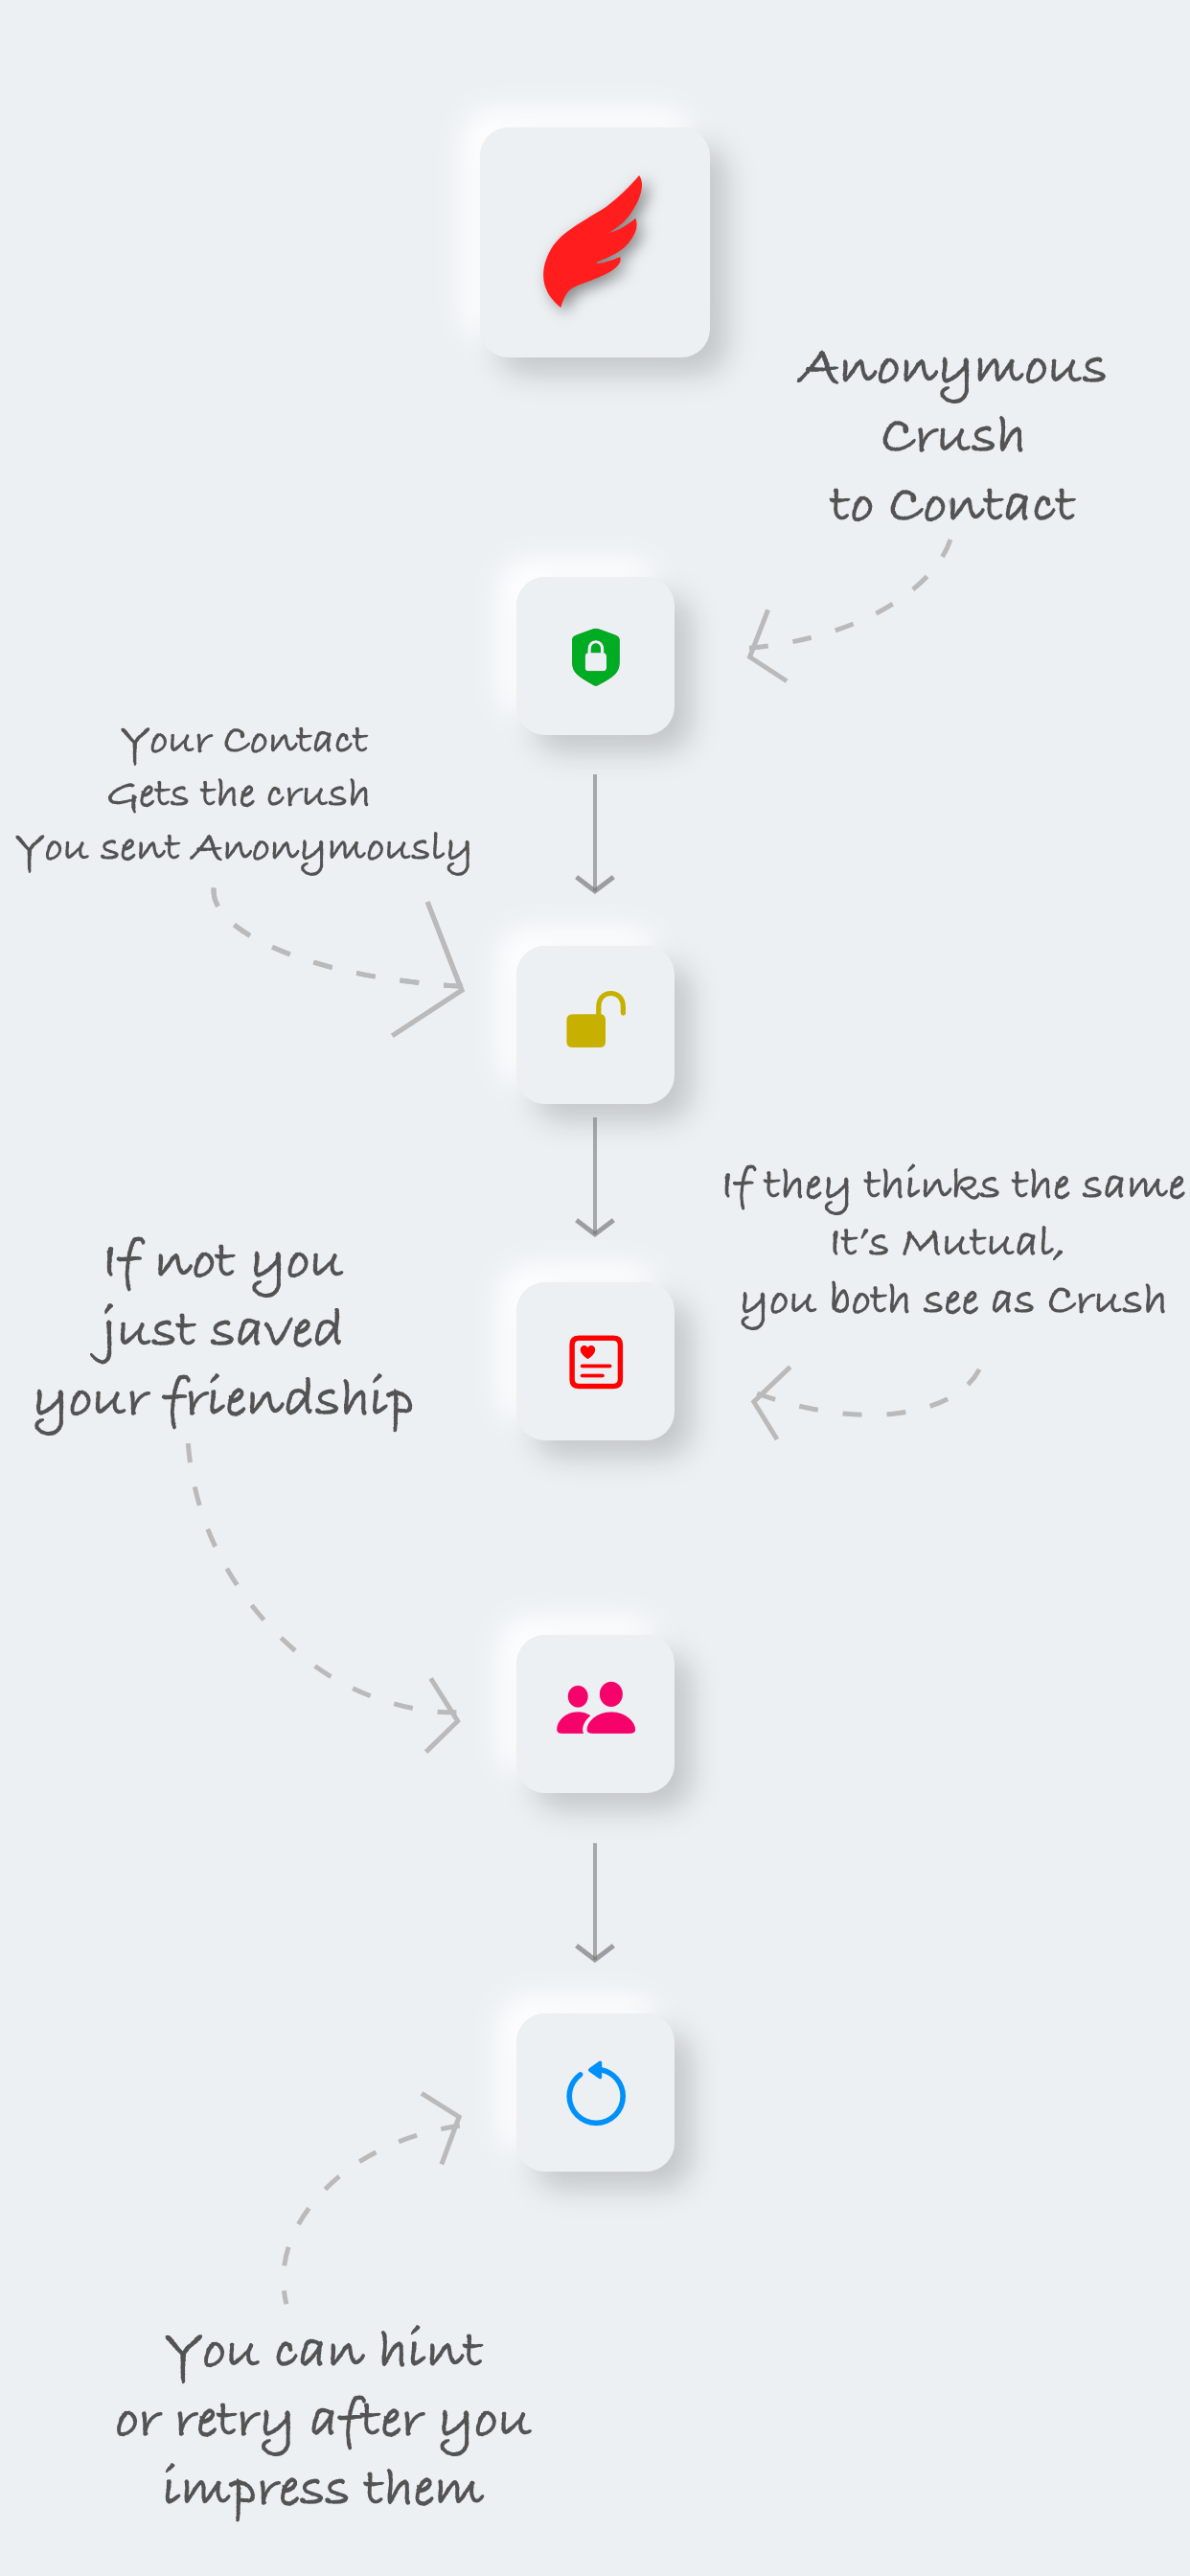 Anonymous
Crush
to Contact
Your Contact
Gets the crush
You sent Anonymously
If they thinks the same
It's Mutual,
you both see as Crush
If not you
just saved
your friendship
You can hint
or retry after you
impress them